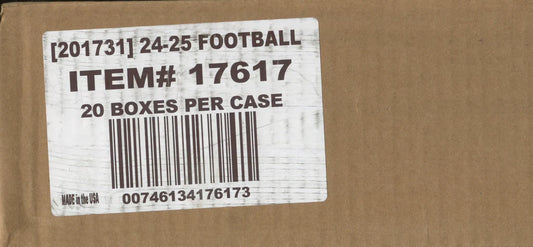 [201731] 24-25 FOOTBALL
ITEM# 17617
20 BOXES PER CASE
MADE in the USA
00746134176173